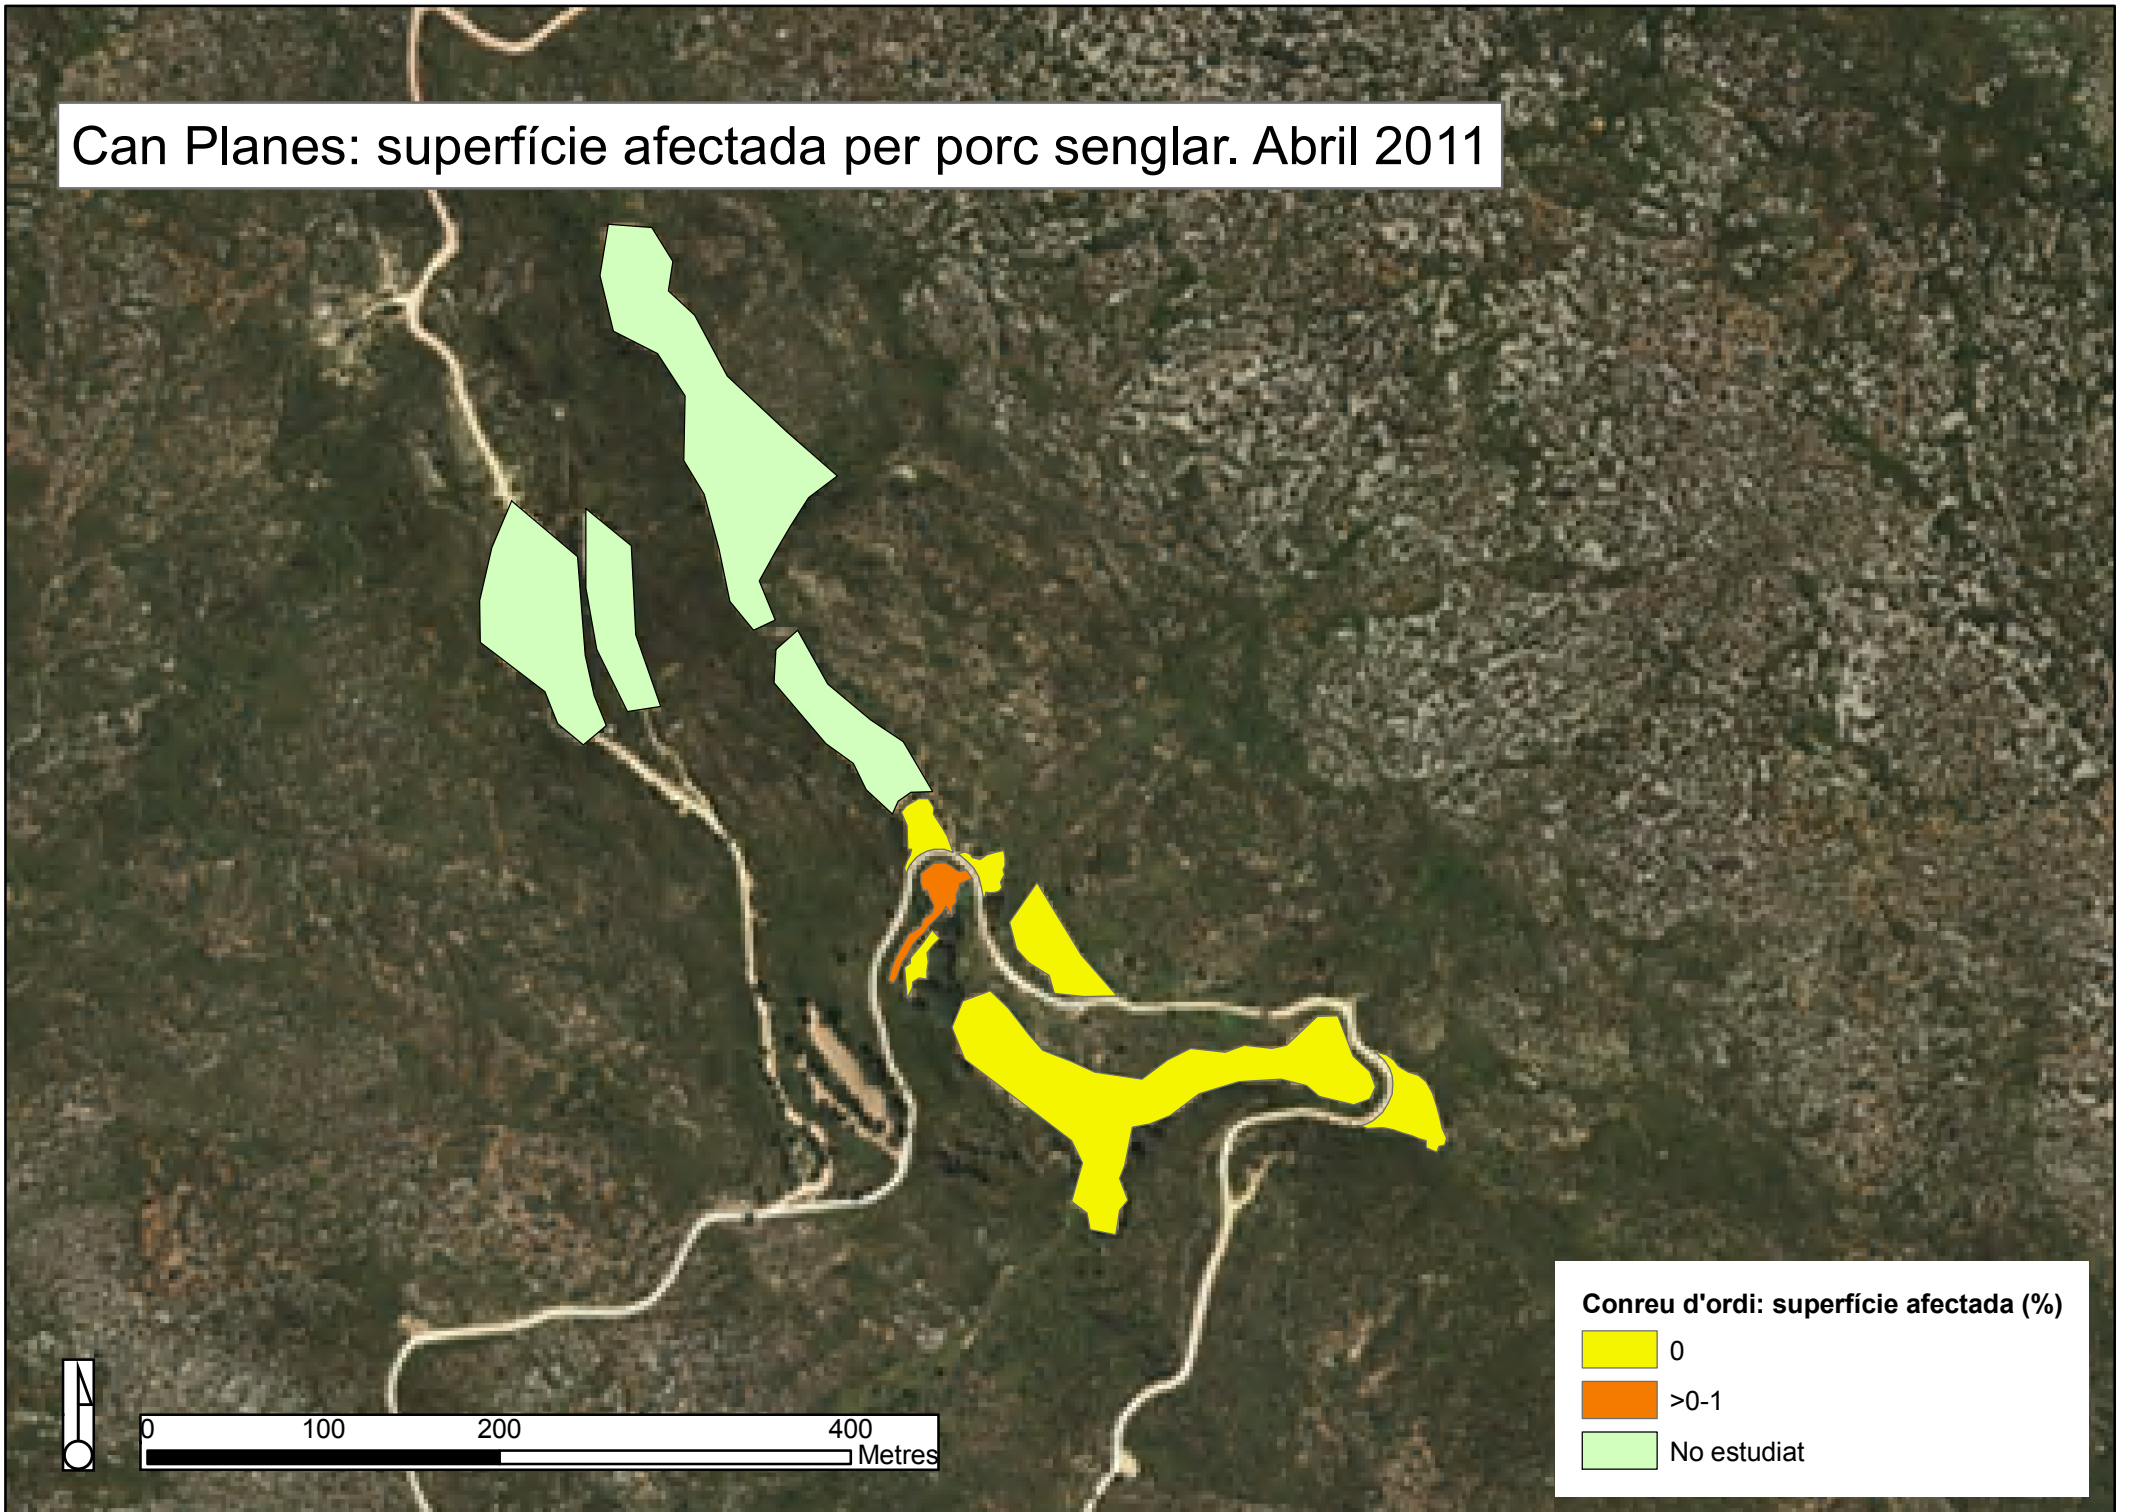 Can Planes: superfície afectada per porc senglar. Abril 2011
Conreu d'ordi: superfície afectada (%)
0
>0-1
No estudiat
0 100 200 400
Metres